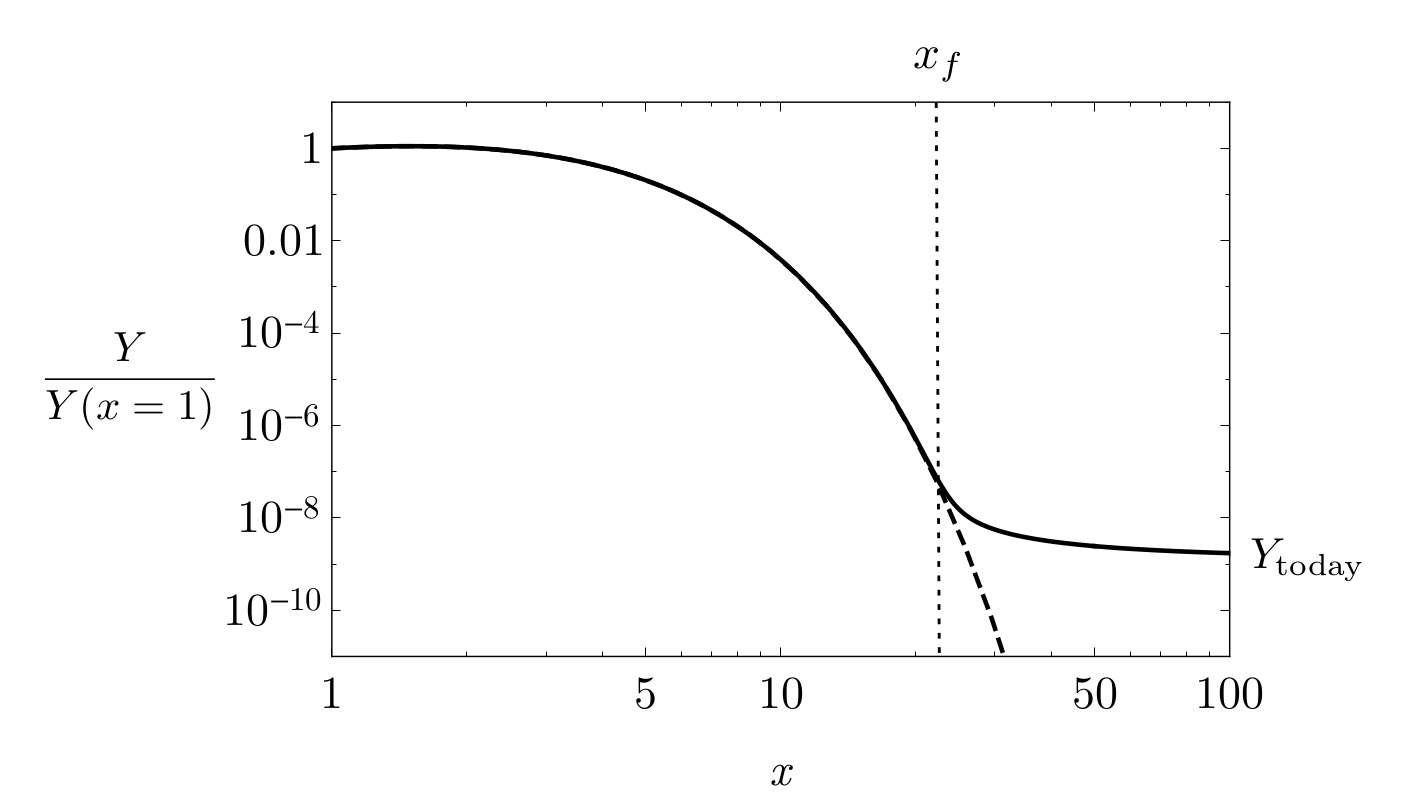 x_f
1
0.01
10^{-4}
Y
Y(x = 1)
10^{-6}
10^{-8}
Y_today
10^{-10}
1 5 10 50 100
x